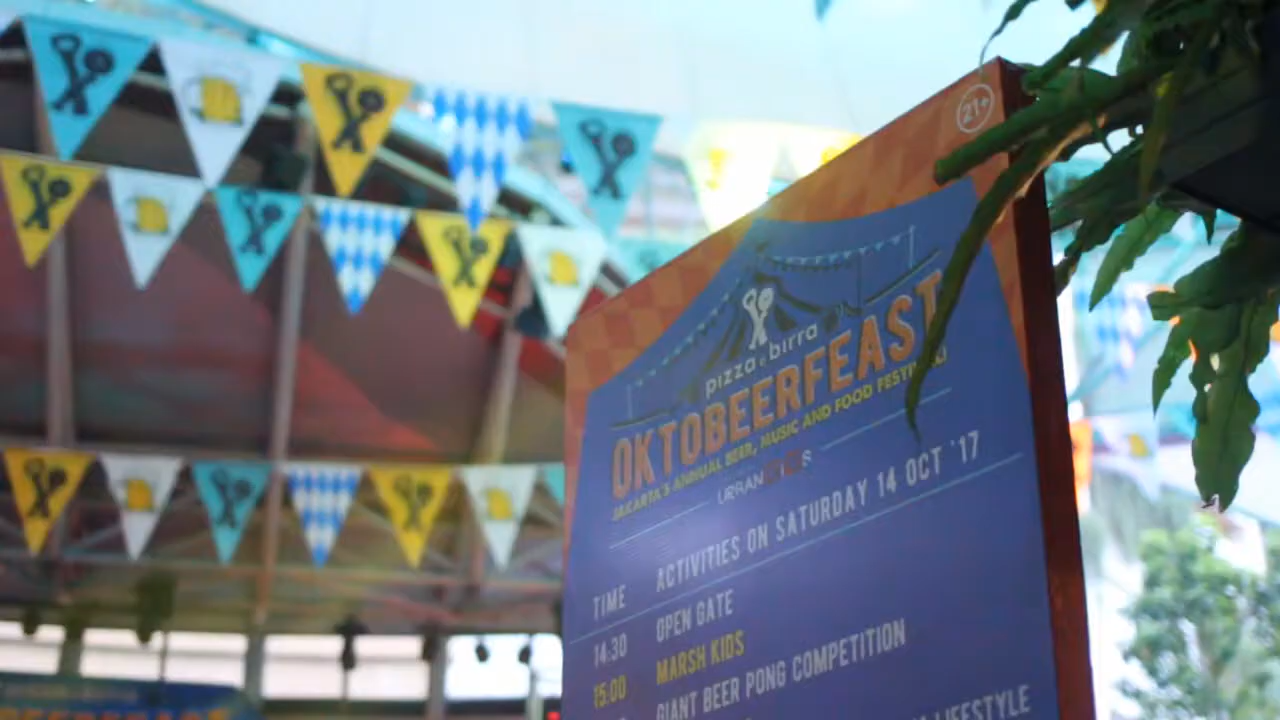 21+
pizza e birra
OKTOBEERFEAST
JAKARTA'S ANNUAL BEER, MUSIC AND FOOD FESTIVAL!
URBAN
TIME ACTIVITIES ON SATURDAY 14 OCT '17
14:30 OPEN GATE
15:00 MARSH KIDS
GIANT BEER PONG COMPETITION
LIFESTYLE